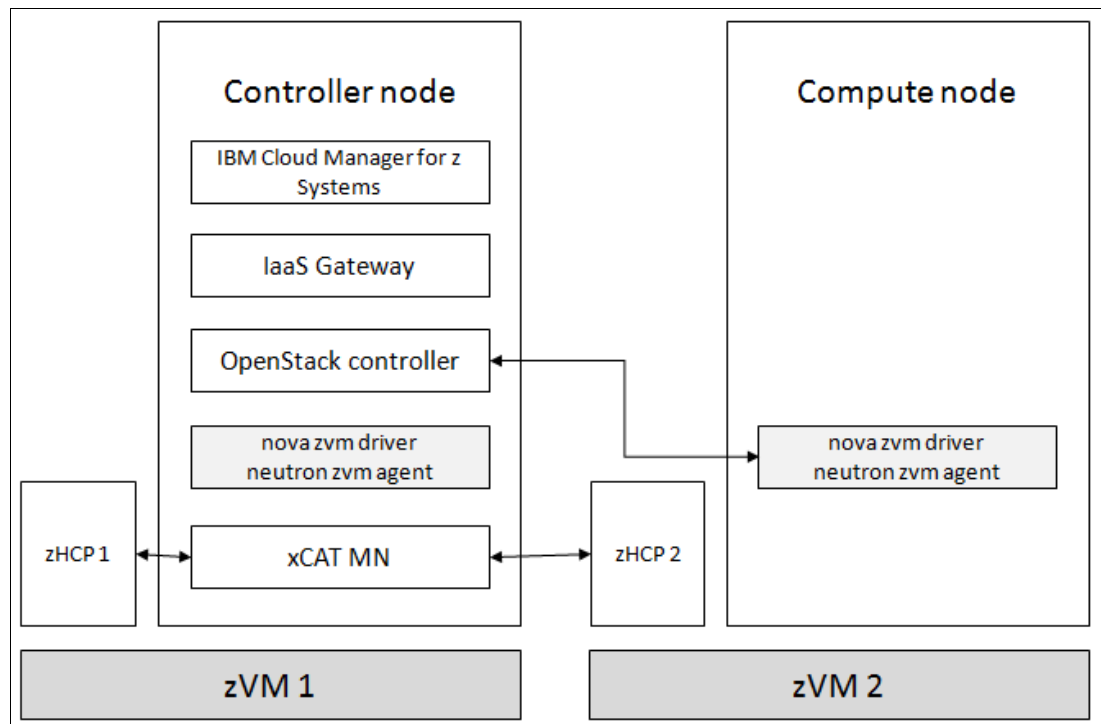 Controller node
IBM Cloud Manager for z
Systems
IaaS Gateway
OpenStack controller
nova zvm driver
neutron zvm agent
xCAT MN
zHCP 1
zVM 1
Compute node
nova zvm driver
neutron zvm agent
zHCP 2
zVM 2